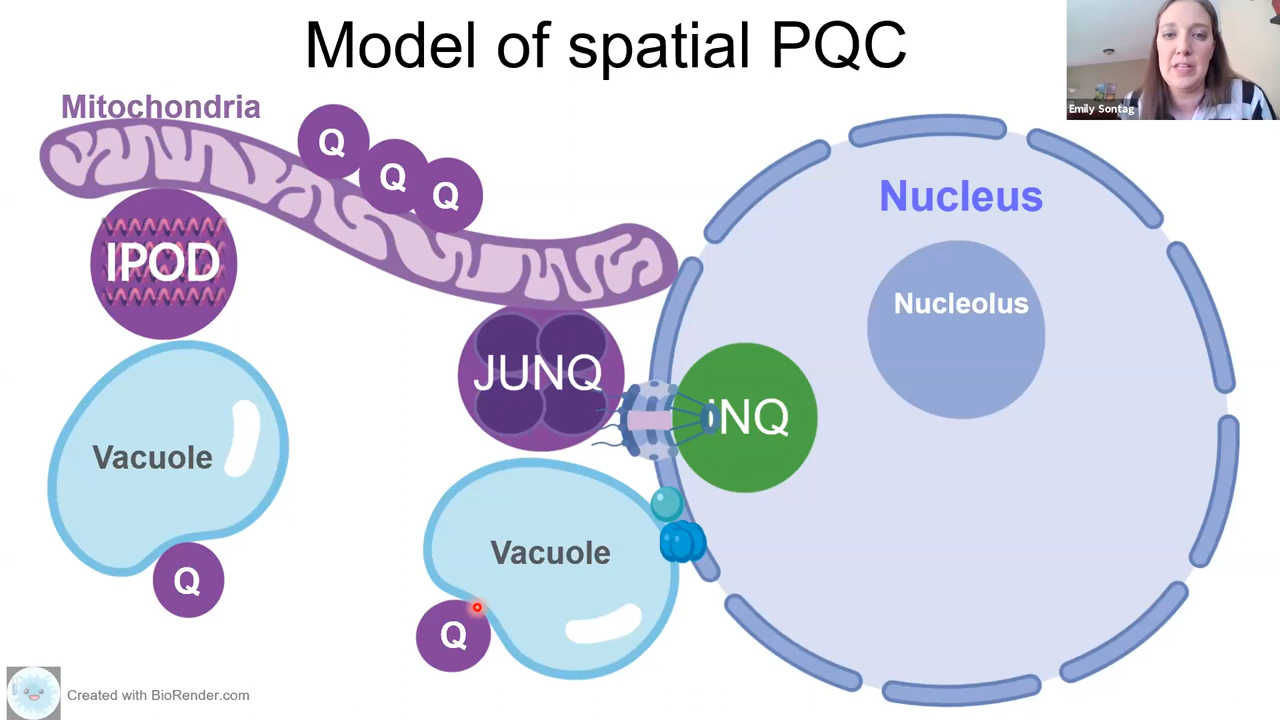 Model of spatial PQC
Emily Sontag
Mitochondria
Q
Q
Q
Nucleus
IPOD
Nucleolus
JUNQ
iNQ
Vacuole
Vacuole
Q
Q
Created with BioRender.com